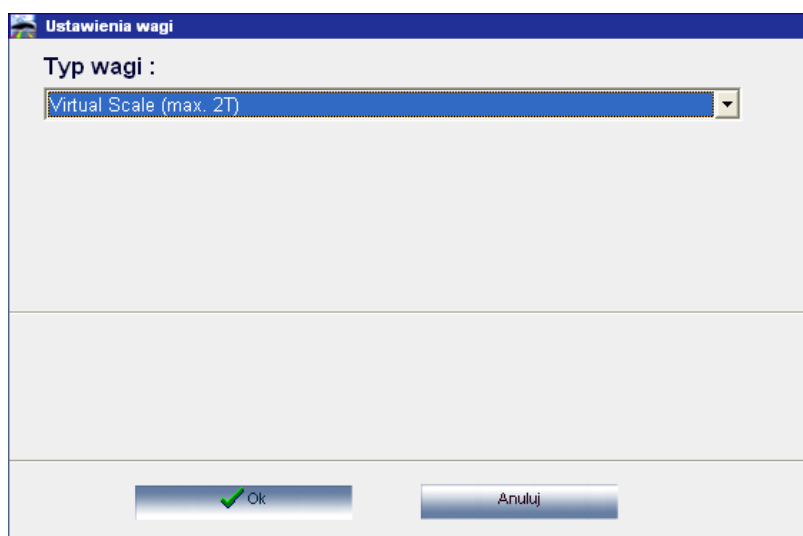 Ustawienia wagi
Typ wagi :
Virtual Scale (max. 2T)
Ok
Anuluj